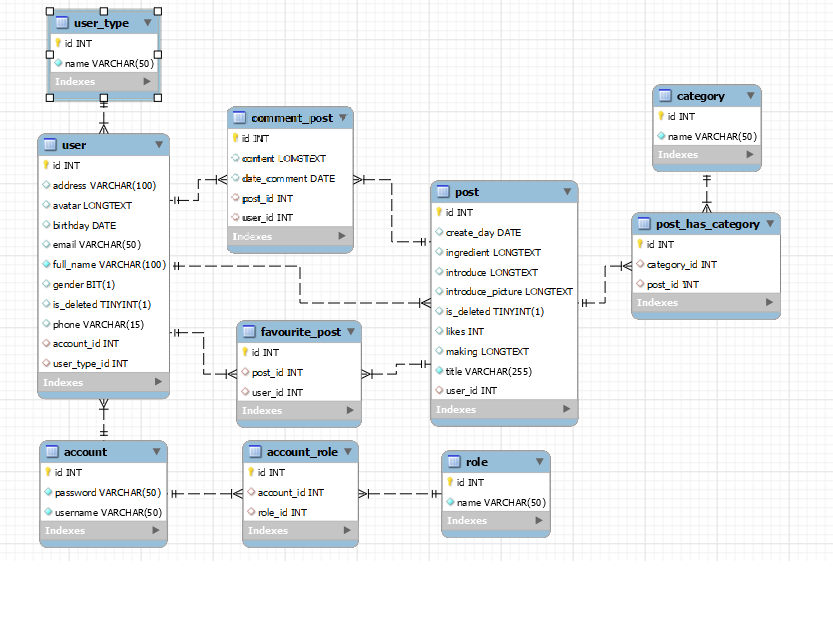 user_type
id INT
name VARCHAR(50)
Indexes
user
id INT
address VARCHAR(100)
avatar LONGTEXT
birthday DATE
email VARCHAR(50)
full_name VARCHAR(100)
gender BIT(1)
is_deleted TINYINT(1)
phone VARCHAR(15)
account_id INT
user_type_id INT
Indexes
comment_post
id INT
content LONGTEXT
date_comment DATE
post_id INT
user_id INT
Indexes
favourite_post
id INT
post_id INT
user_id INT
Indexes
post
id INT
create_day DATE
ingredient LONGTEXT
introduce LONGTEXT
introduce_picture LONGTEXT
is_deleted TINYINT(1)
likes INT
making LONGTEXT
title VARCHAR(255)
user_id INT
Indexes
category
id INT
name VARCHAR(50)
Indexes
post_has_category
id INT
category_id INT
post_id INT
Indexes
account
id INT
password VARCHAR(50)
username VARCHAR(50)
Indexes
account_role
id INT
account_id INT
role_id INT
Indexes
role
id INT
name VARCHAR(50)
Indexes